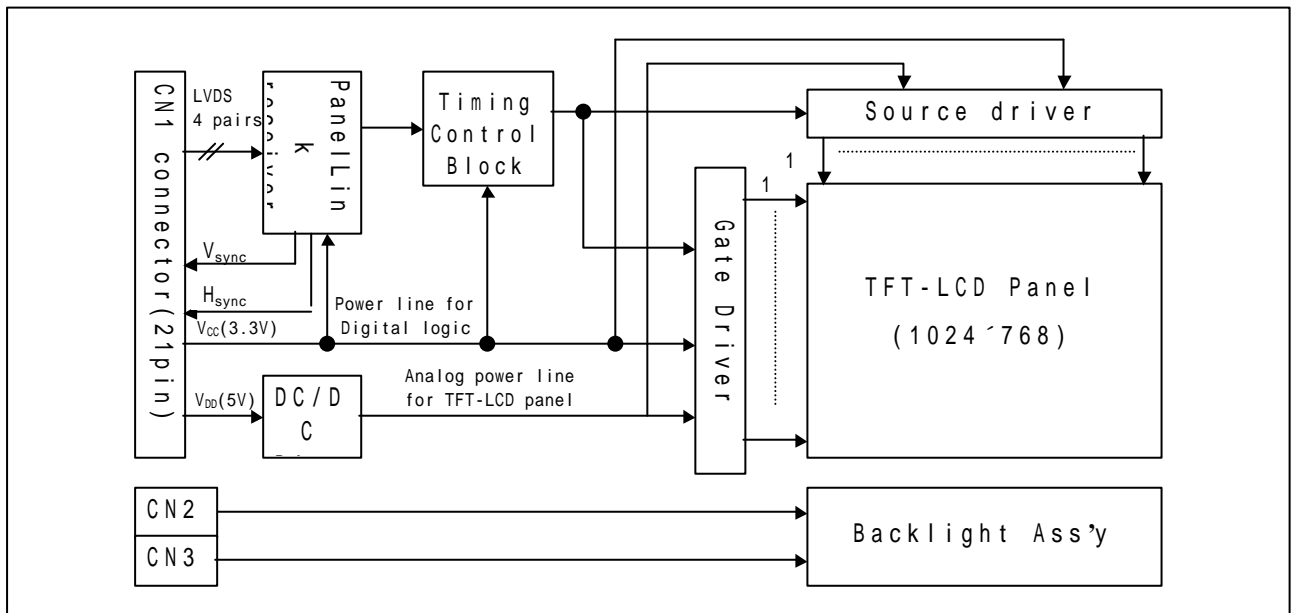 CN1 connector(21pin)
LVDS
4 pairs
PanelLin
k
receiver
Timing
Control
Block
Source driver
1
1
Gate Driver
TFT-LCD Panel
(1024´768)
Vsync
Hsync
VCC(3.3V)
Power line for
Digital logic
VDD(5V)
DC/D
C
Analog power line
for TFT-LCD panel
CN2
CN3
Backlight Ass’y